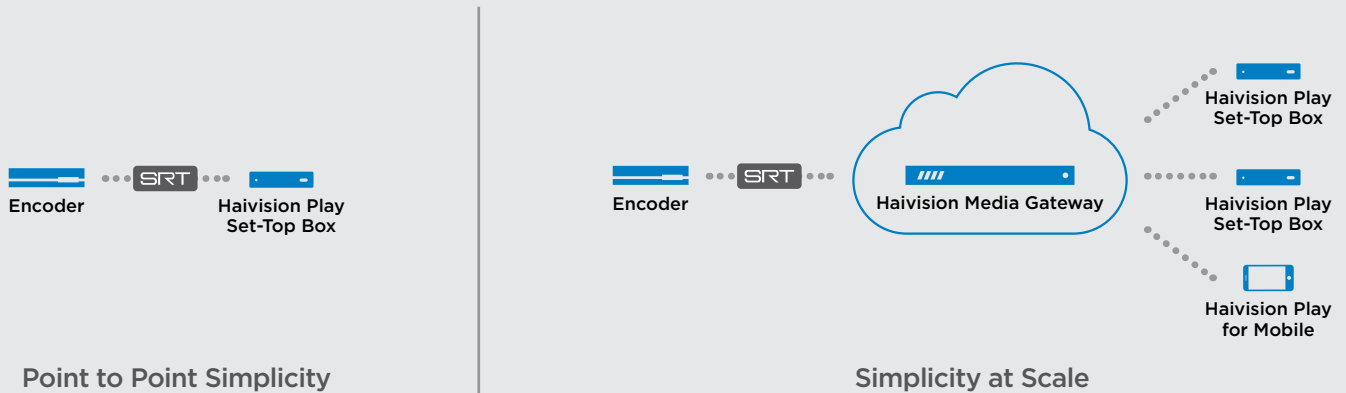 SRT
Encoder
Haivision Play
Set-Top Box
Point to Point Simplicity
SRT
Encoder
Haivision Media Gateway
Haivision Play
Set-Top Box
Haivision Play
Set-Top Box
Haivision Play
for Mobile
Simplicity at Scale